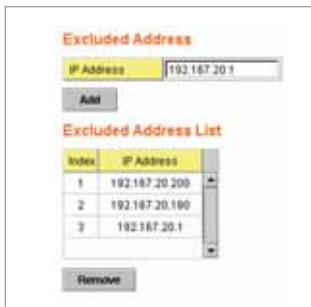 Excluded Address
IP Address 192.167.20.1
Add
Excluded Address List
Index IP Address
1 192.167.20.200
2 192.167.20.190
3 192.167.20.1
Remove